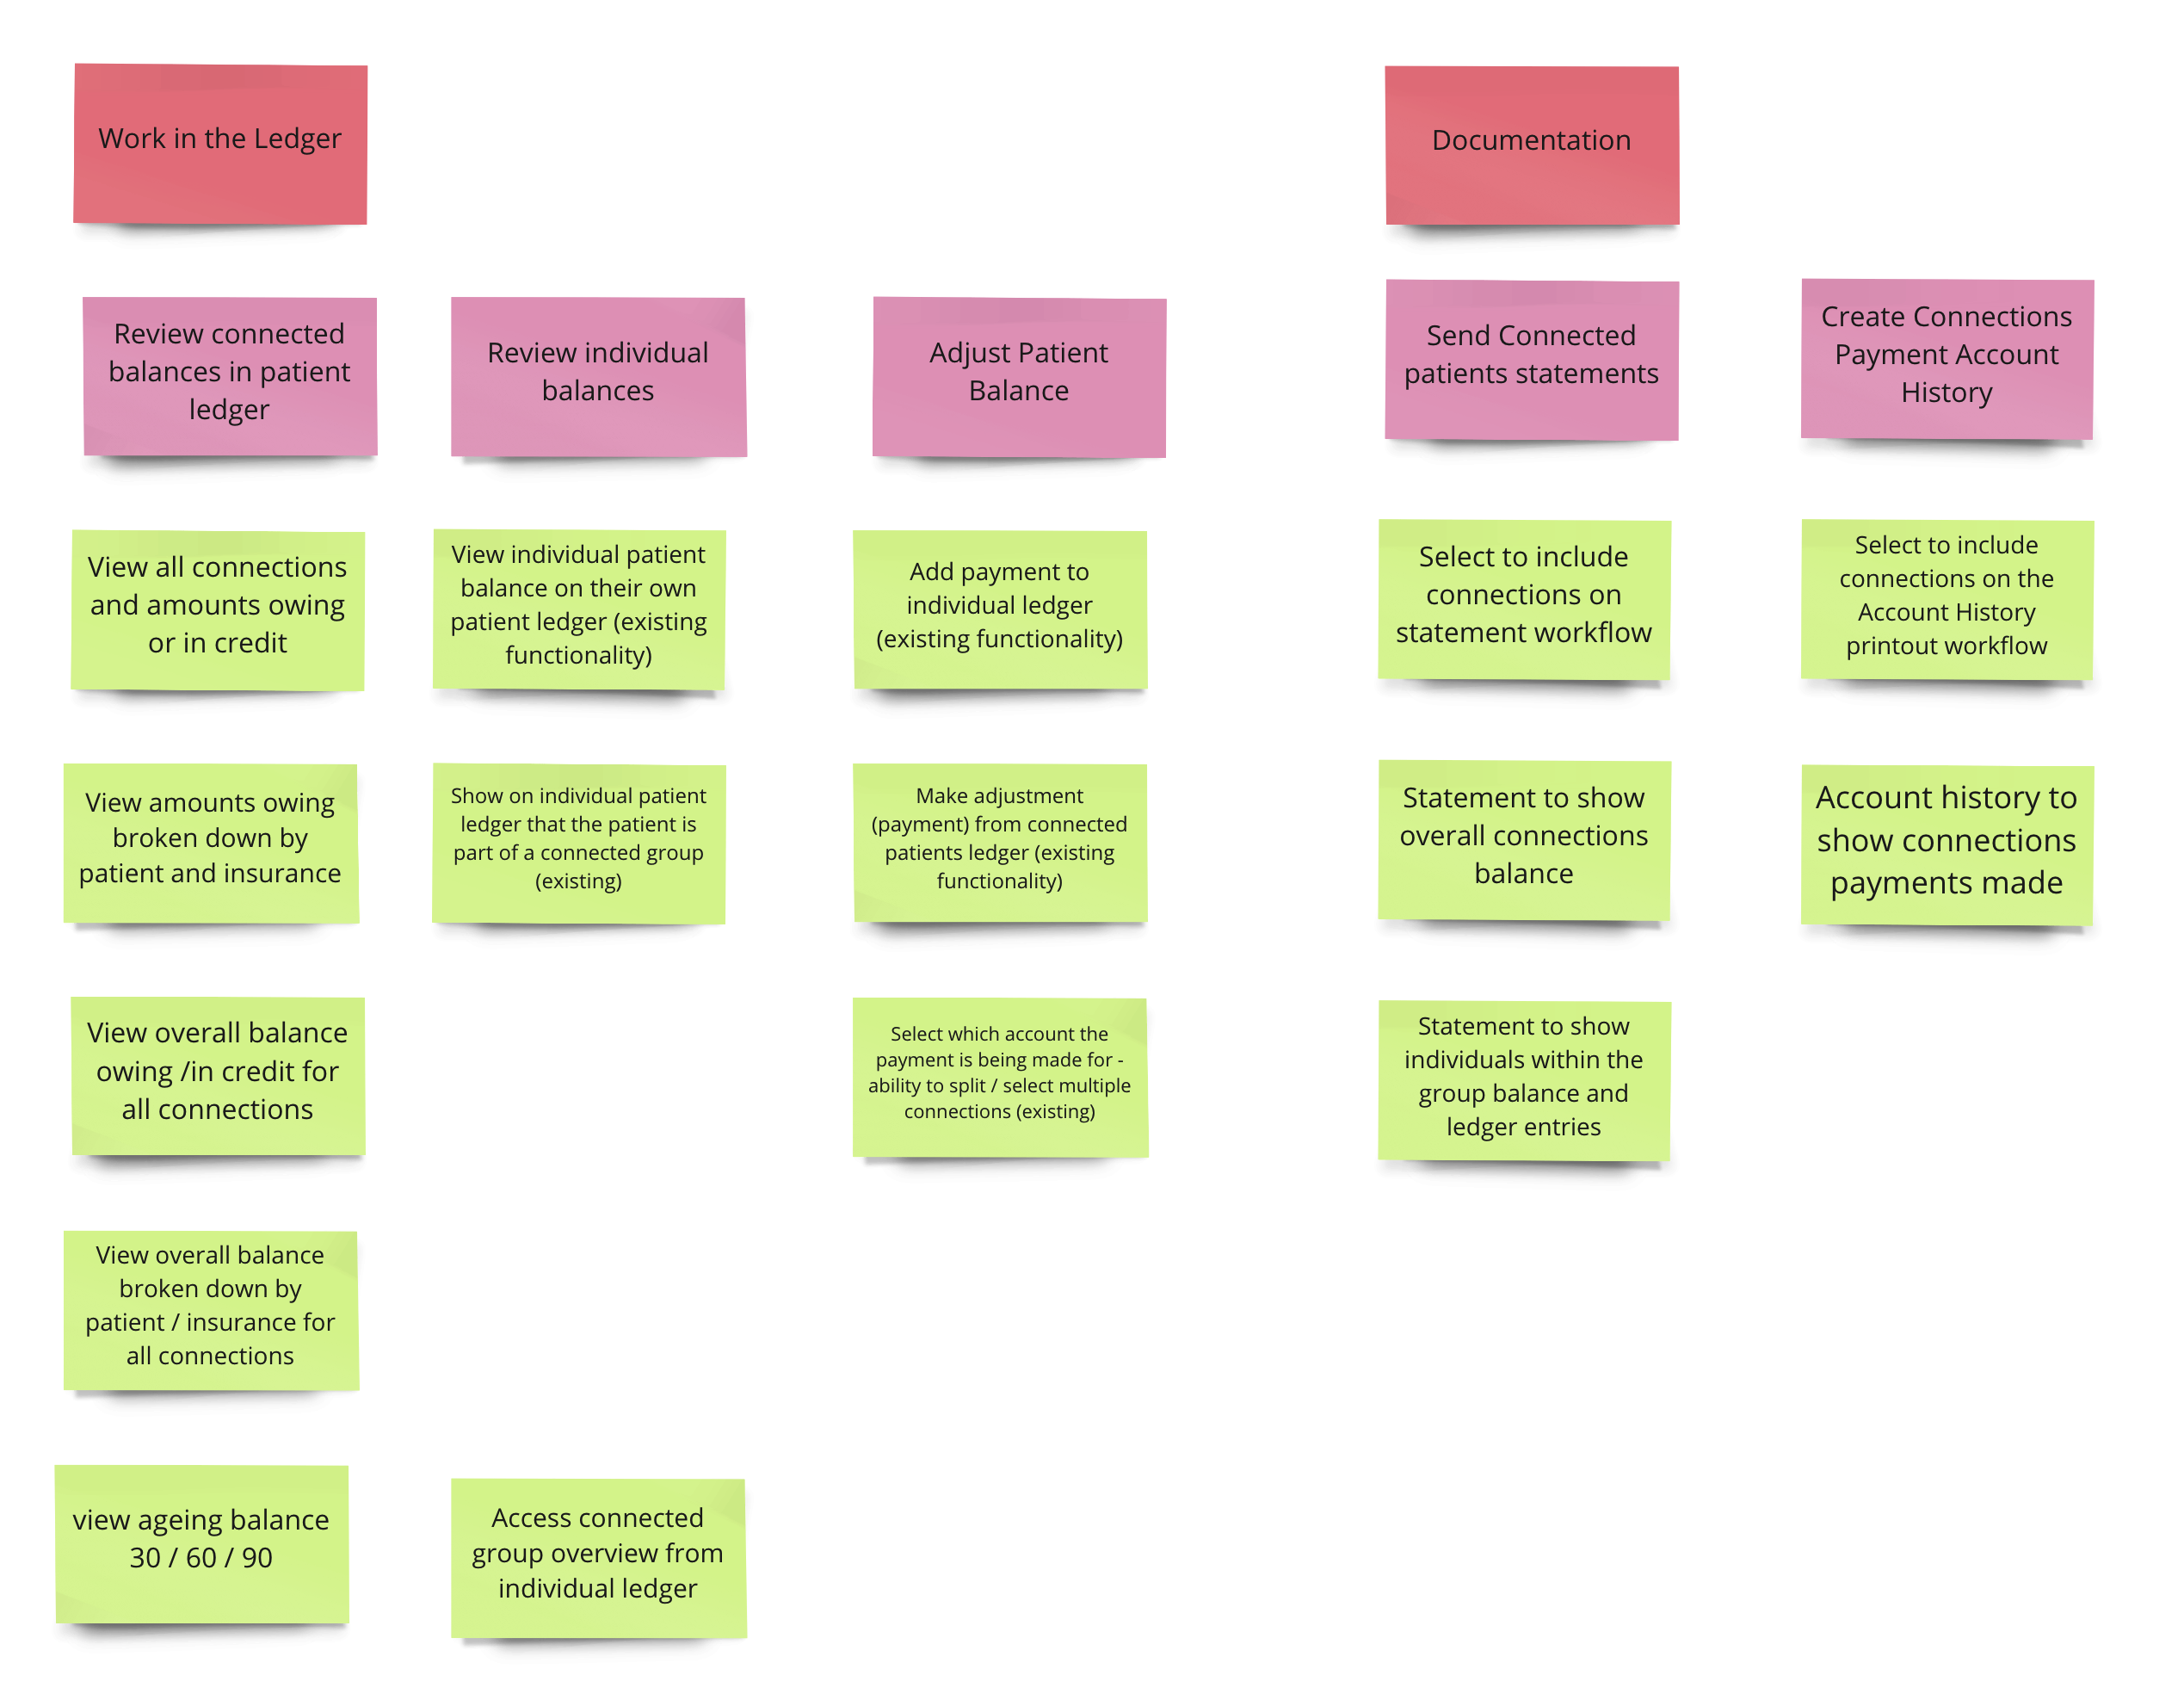 Work in the Ledger
Documentation
Review connected
balances in patient
ledger
Review individual
balances
Adjust Patient
Balance
Send Connected
patients statements
Create Connections
Payment Account
History
View all connections
and amounts owing
or in credit
View individual patient
balance on their own
patient ledger (existing
functionality)
Add payment to
individual ledger
(existing functionality)
Select to include
connections on
statement workflow
Select to include
connections on the
Account History
printout workflow
View amounts owing
broken down by
patient and insurance
Show on individual patient
ledger that the patient is
part of a connected group
(existing)
Make adjustment
(payment) from connected
patients ledger (existing
functionality)
Statement to show
overall connections
balance
Account history to
show connections
payments made
View overall balance
owing /in credit for
all connections
Select which account the
payment is being made for -
ability to split / select multiple
connections (existing)
Statement to show
individuals within the
group balance and
ledger entries
View overall balance
broken down by
patient / insurance for
all connections
view ageing balance
30 / 60 / 90
Access connected
group overview from
individual ledger